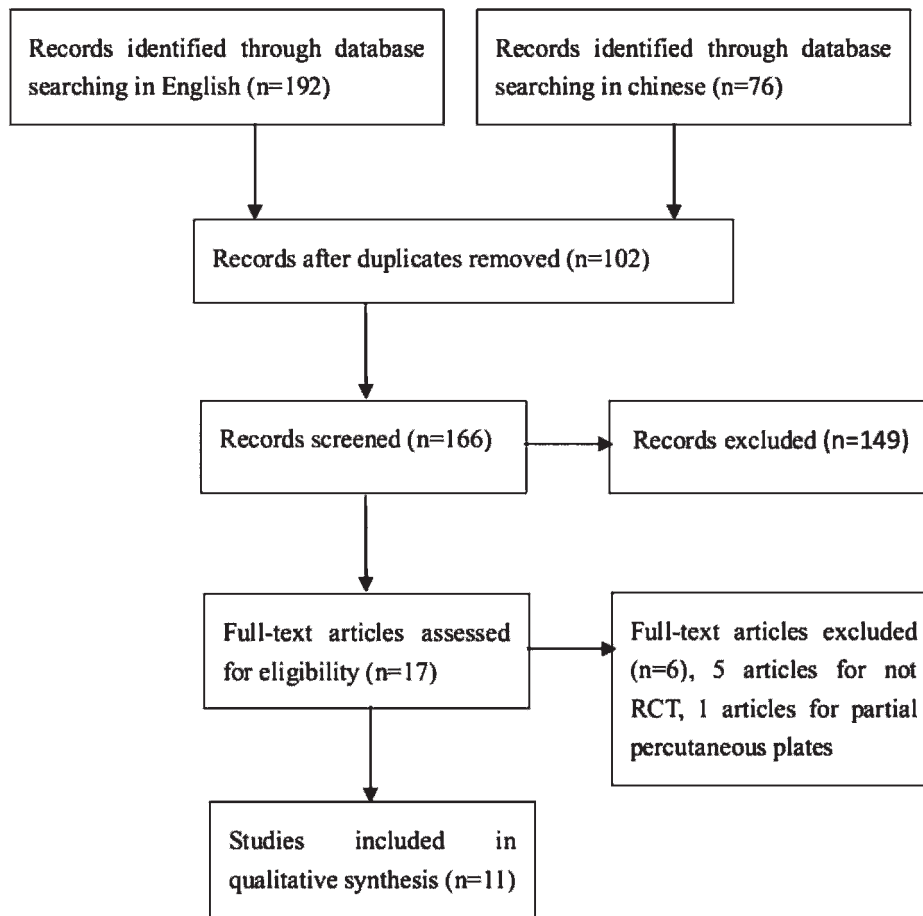 Records identified through database
searching in English (n=192)
Records identified through database
searching in chinese (n=76)
Records after duplicates removed (n=102)
Records screened (n=166)
Records excluded (n=149)
Full-text articles assessed
for eligibility (n=17)
Full-text articles excluded
(n=6), 5 articles for not
RCT, 1 articles for partial
percutaneous plates
Studies included in
qualitative synthesis (n=11)